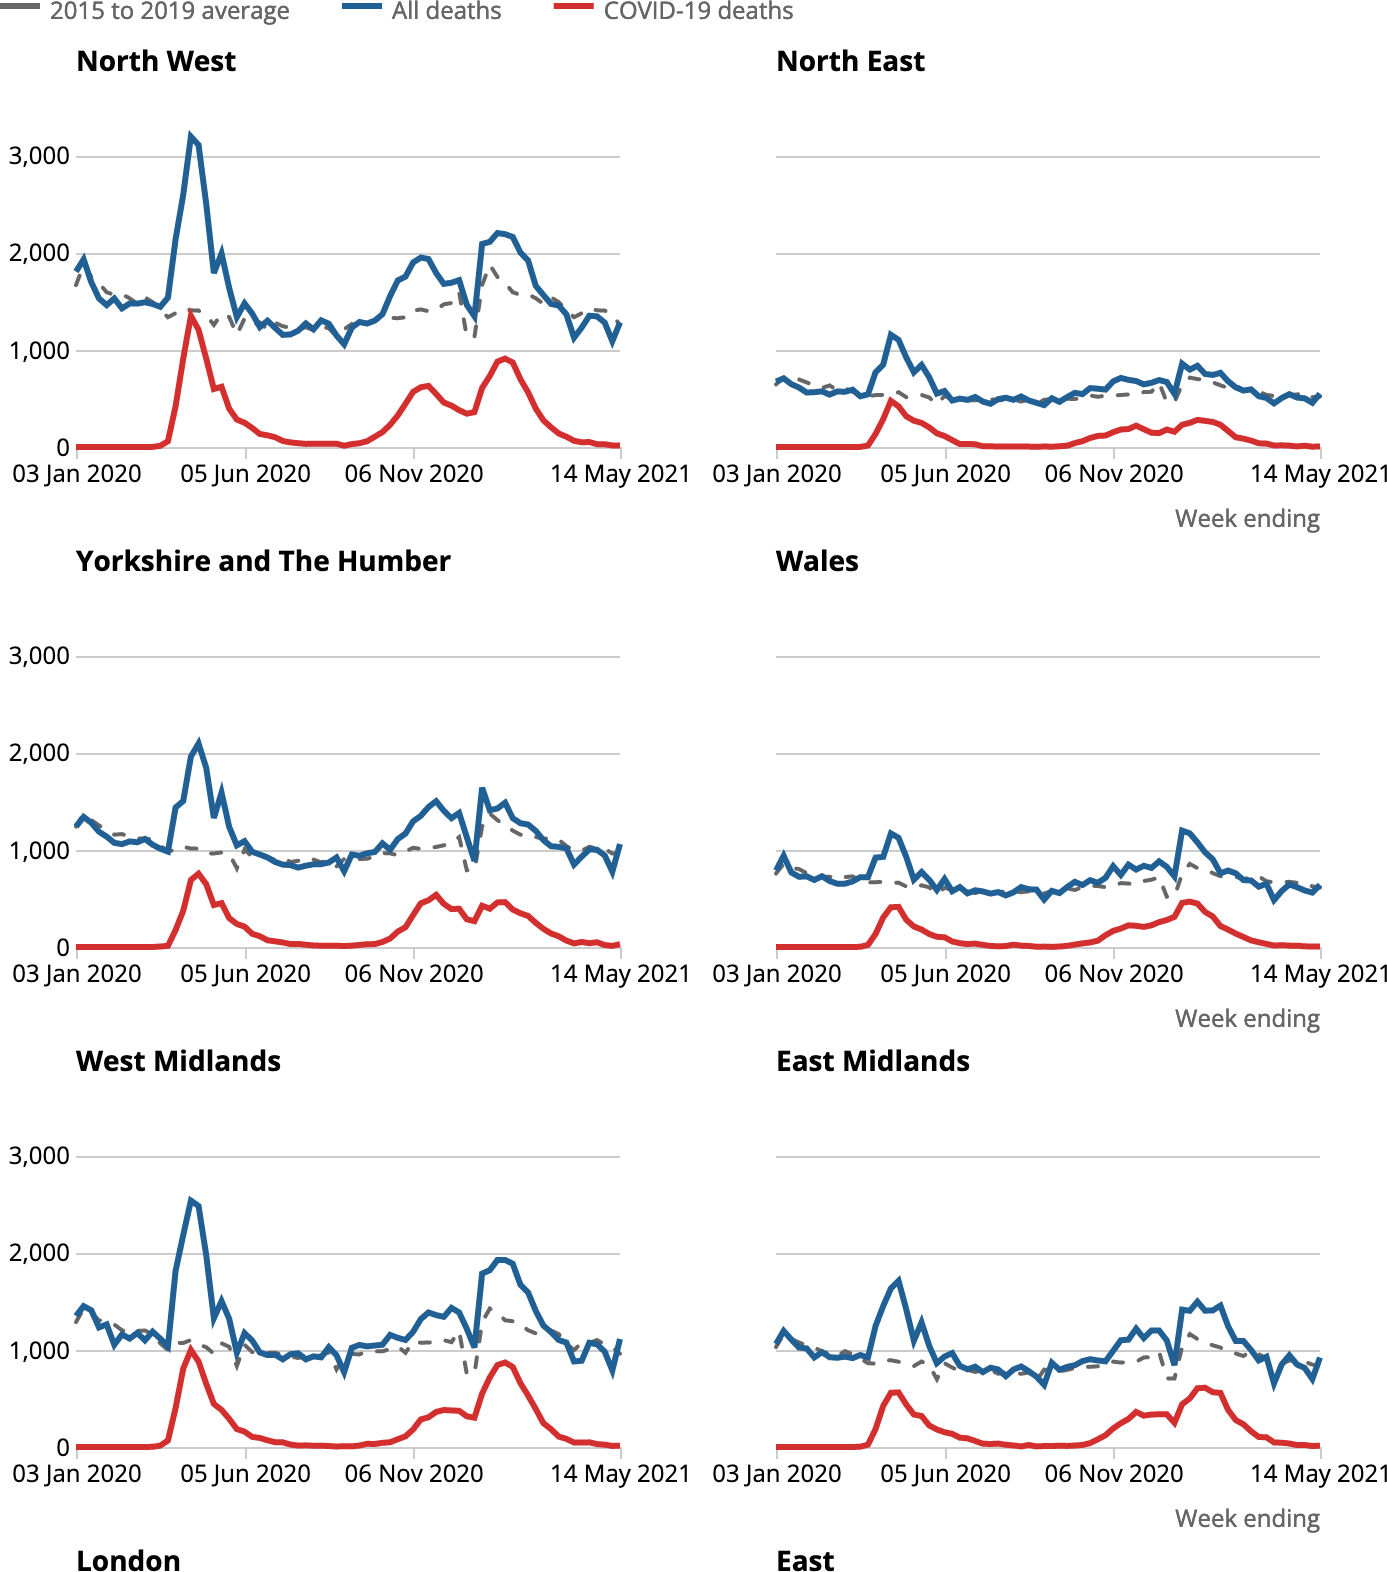 2015 to 2019 average All deaths COVID-19 deaths
North West North East
3,000
2,000
1,000
0
03 Jan 2020 05 Jun 2020 06 Nov 2020 14 May 2021 03 Jan 2020 05 Jun 2020 06 Nov 2020 14 May 2021
Week ending
Yorkshire and The Humber Wales
3,000
2,000
1,000
0
03 Jan 2020 05 Jun 2020 06 Nov 2020 14 May 2021 03 Jan 2020 05 Jun 2020 06 Nov 2020 14 May 2021
Week ending
West Midlands East Midlands
3,000
2,000
1,000
0
03 Jan 2020 05 Jun 2020 06 Nov 2020 14 May 2021 03 Jan 2020 05 Jun 2020 06 Nov 2020 14 May 2021
Week ending
London East